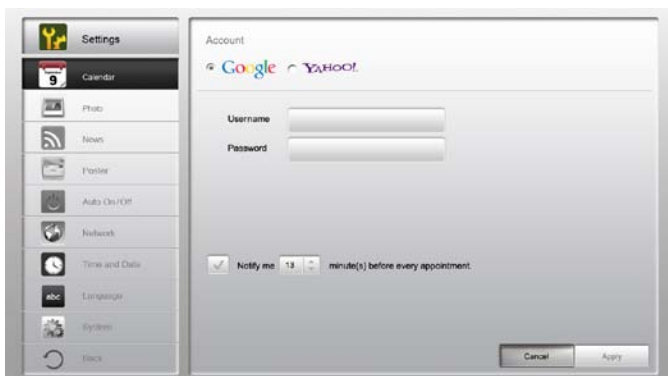 Settings
Calendar
Photo
News
Poster
Auto On/Off
Network
Time and Date
abc
Language
System
Back
Account
Google
YAHOO!
Username
Password
Notify me 13 minute(s) before every appointment.
Cancel
Apply
9